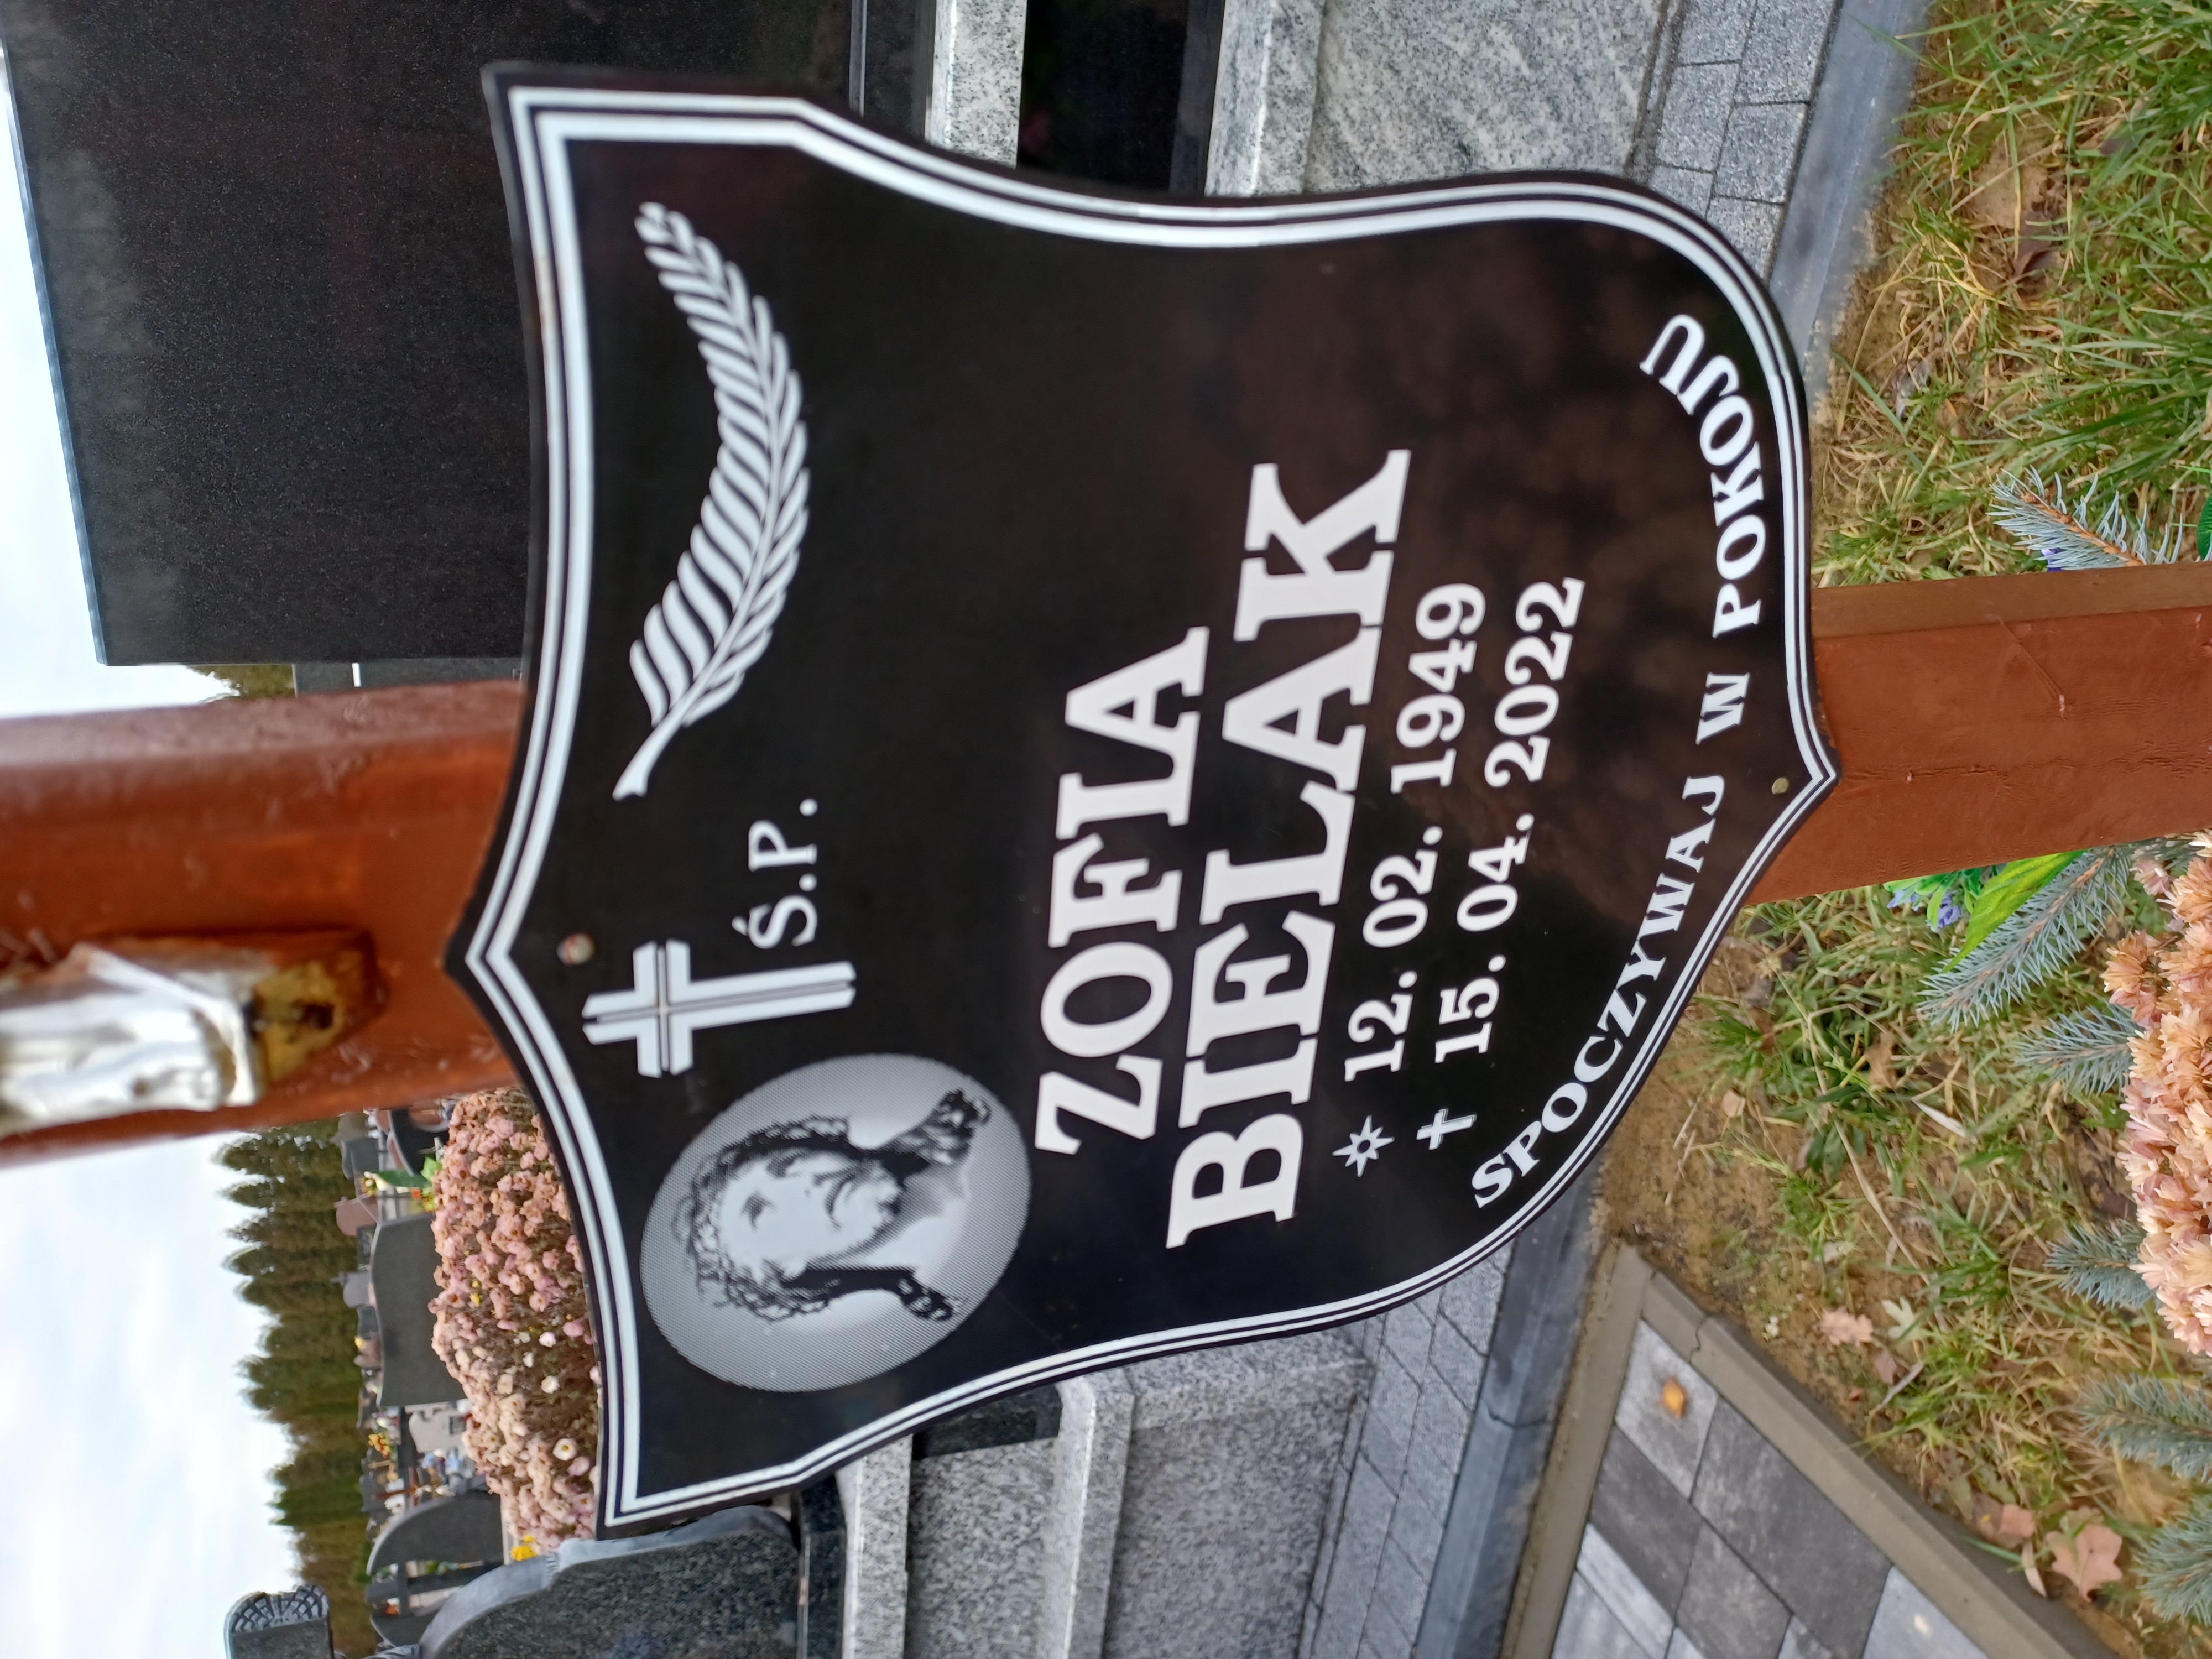 Ś.P.
ZOFIA
BIELAK
12. 02. 1949
15. 04. 2022
SPOCZYWAJ W POKOJU